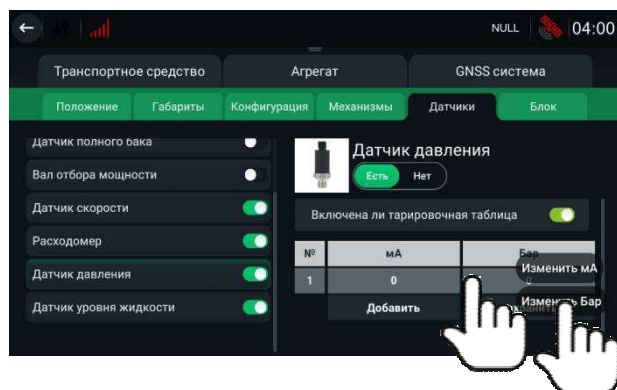 NULL 04:00
Транспортное средство Агрегат GNSS система
Положение Габариты Конфигурация Механизмы Датчики Блок
Датчик полного бака
Вал отбора мощности
Датчик скорости
Расходомер
Датчик давления
Датчик уровня жидкости
Датчик давления
Есть Нет
Включена ли тарировочная таблица
№ мА Бар
1 0 0
Изменить мА
Добавить
Изменить Бар